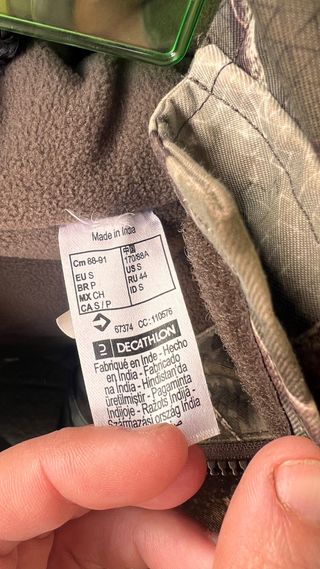 Made in India
Cm 88-91
EU S
BR P
MX CH
CA S / P
中国
170/88A
US S
RU 44
ID S
67374 CC: 110576
DECATHLON
Fabriqué en Inde - Hecho
en India - Fabricado
na Índia - Hindistan'da
üretilmiştir - Pagaminta
Indijoje - Ražots Indijā -
Származási ország India